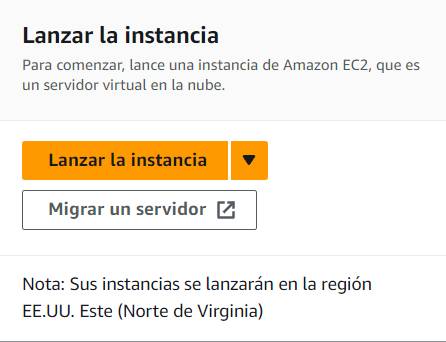 Lanzar la instancia
Para comenzar, lance una instancia de Amazon EC2, que es
un servidor virtual en la nube.
Lanzar la instancia
Migrar un servidor
Nota: Sus instancias se lanzarán en la región
EE.UU. Este (Norte de Virginia)